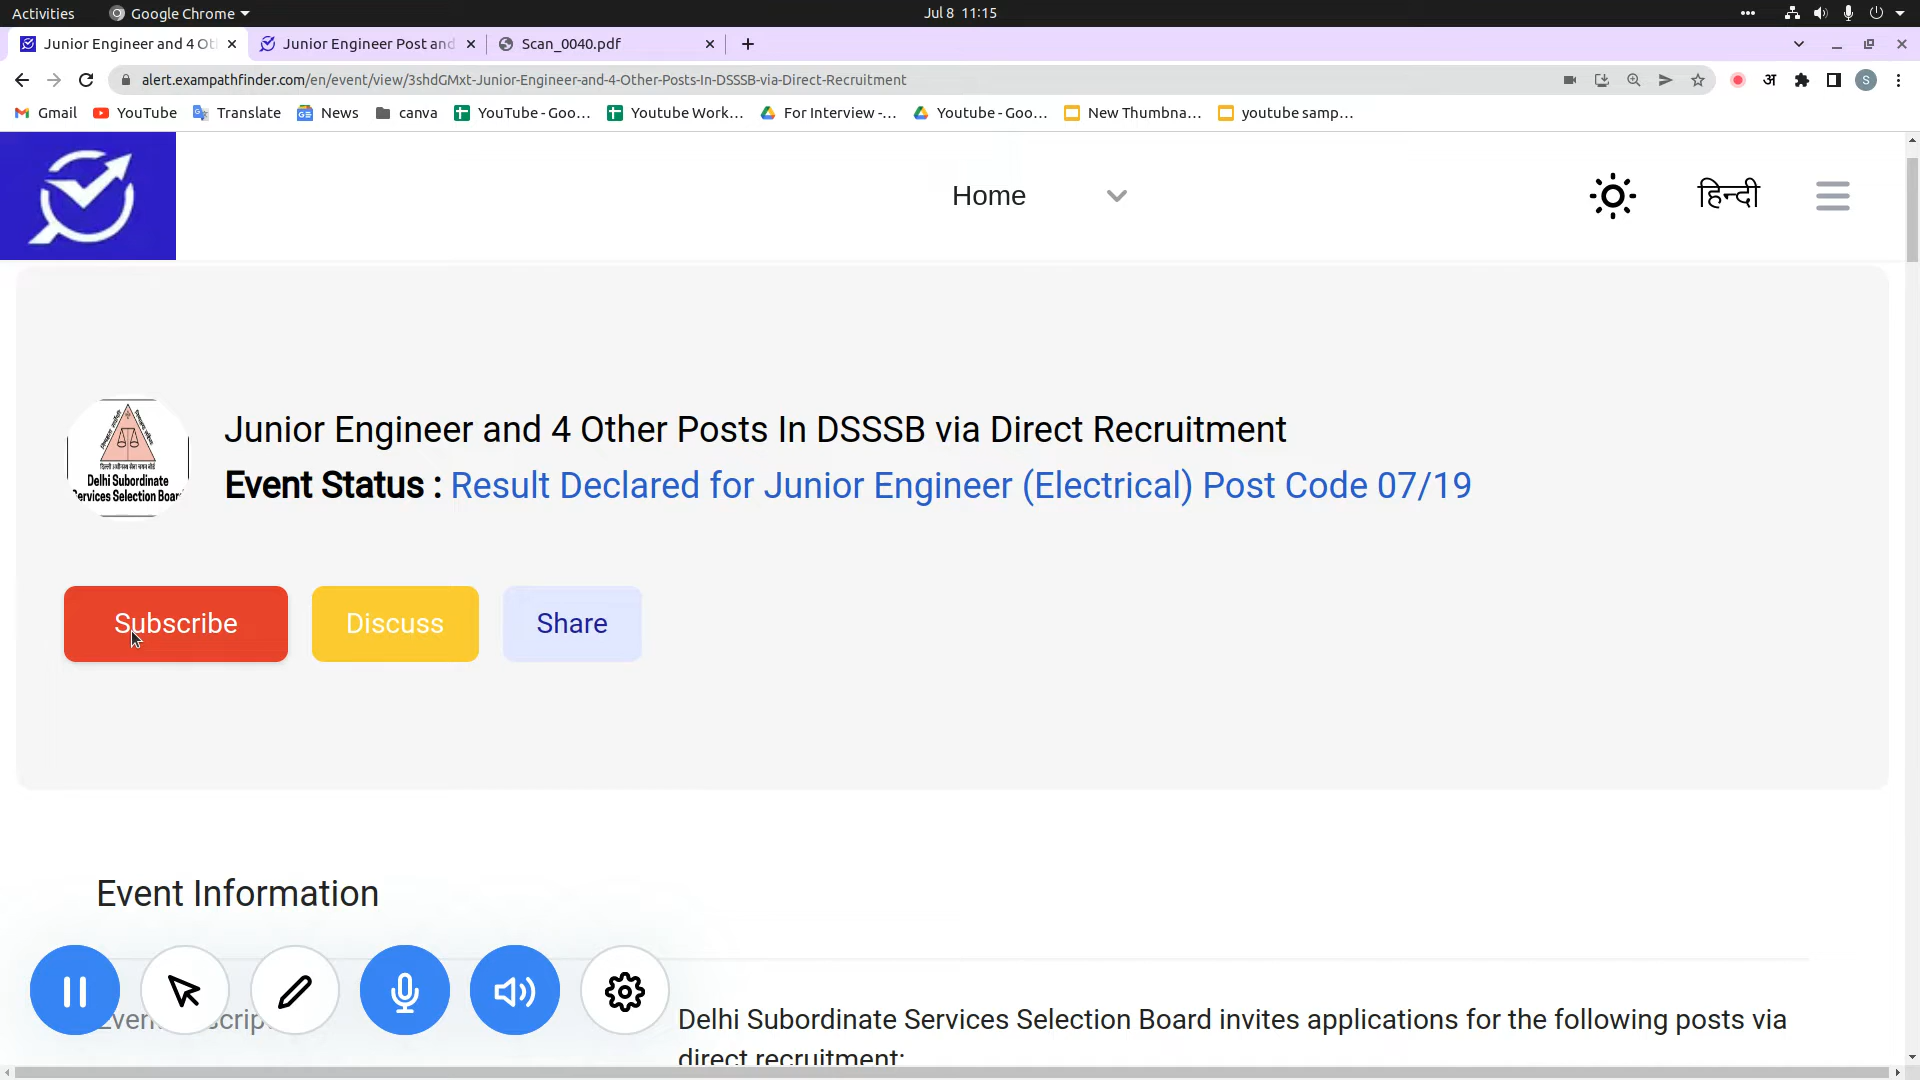 Activities
Google Chrome
Jul 8 11:15
Junior Engineer and 4 Ot
Junior Engineer Post and
Scan_0040.pdf
alert.exampathfinder.com/en/event/view/3shdGMxt-Junior-Engineer-and-4-Other-Posts-In-DSSSB-via-Direct-Recruitment
अ
S
Gmail
YouTube
Translate
News
canva
YouTube - Goo...
Youtube Work...
For Interview -...
Youtube - Goo...
New Thumbna...
youtube samp...
Home
हिन्दी
Delhi Subordinate
Services Selection Boar
Junior Engineer and 4 Other Posts In DSSSB via Direct Recruitment
Event Status : Result Declared for Junior Engineer (Electrical) Post Code 07/19
Subscribe
Discuss
Share
Event Information
Delhi Subordinate Services Selection Board invites applications for the following posts via
direct recruitment: